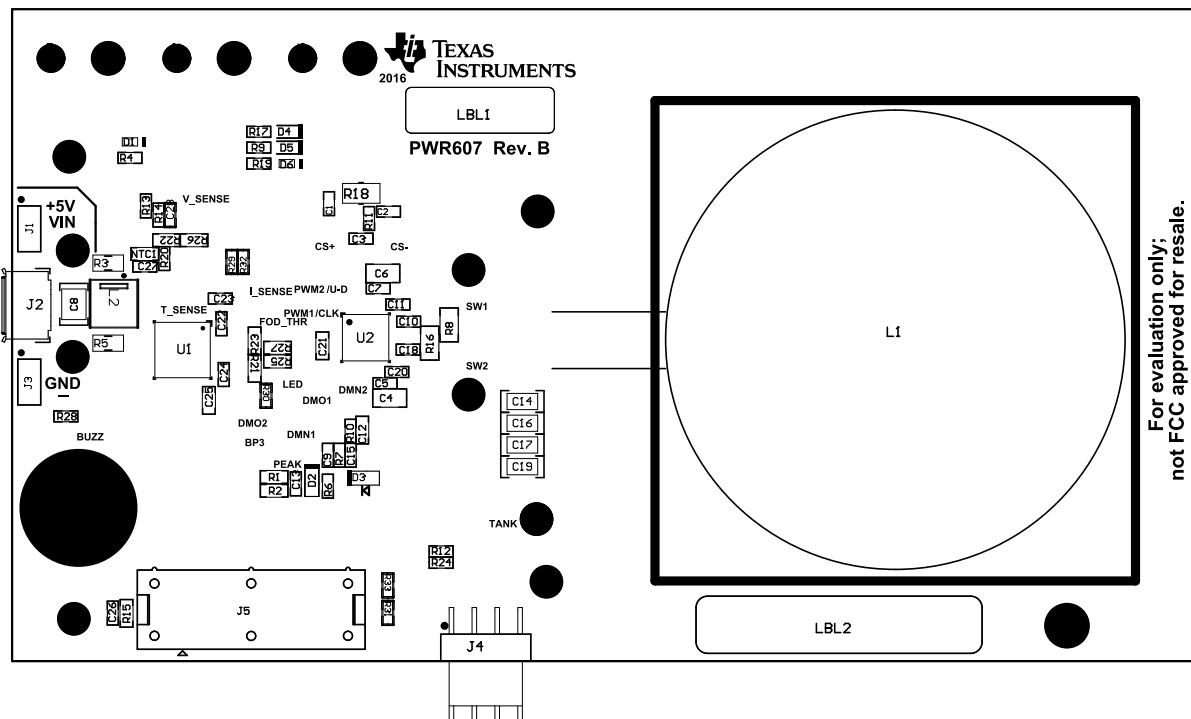 TEXAS
INSTRUMENTS
2016
LBL1
PWR607 Rev. B
R17 D4
R9 D5
R19 D6
D1
R4
+5V
VIN
J1
R13
R14
C28
V_SENSE
R22
R26
NTC1
C27
R20
R29
R32
C1
R18
R11
C2
C3
CS+
CS-
C6
C7
R3
J2
C8
L2
R5
J3
GND
–
R28
BUZZ
T_SENSE
C23
C22
U1
C24
C25
I_SENSE
PWM2 /U-D
PWM1/CLK
FOD_THR
R23
R21
R27
R25
R30
C21
U2
C11
C10
C18
R16
R8
C20
C5
C4
SW1
SW2
LED
DMO1
DMN2
DMO2
BP3
DMN1
PEAK
R1
R2
C13
D2
R6
C9
R7
C15
R10
C12
D3
C14
C16
C17
C19
TANK
R12
R24
C26
R15
J5
R33
R31
J4
L1
LBL2
For evaluation only;
not FCC approved for resale.